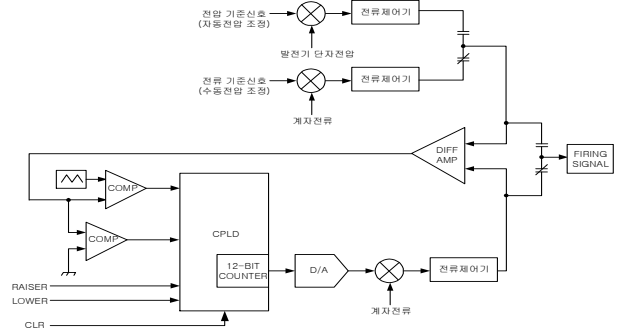 전압 기준신호
(자동전압 조정)
전류제어기
발전기 단자전압
전류 기준신호
(수동전압 조정)
전류제어기
계자전류
DIFF
AMP
FIRING
SIGNAL
COMP
COMP
CPLD
12-BIT
COUNTER
D/A
전류제어기
계자전류
RAISER
LOWER
CLR